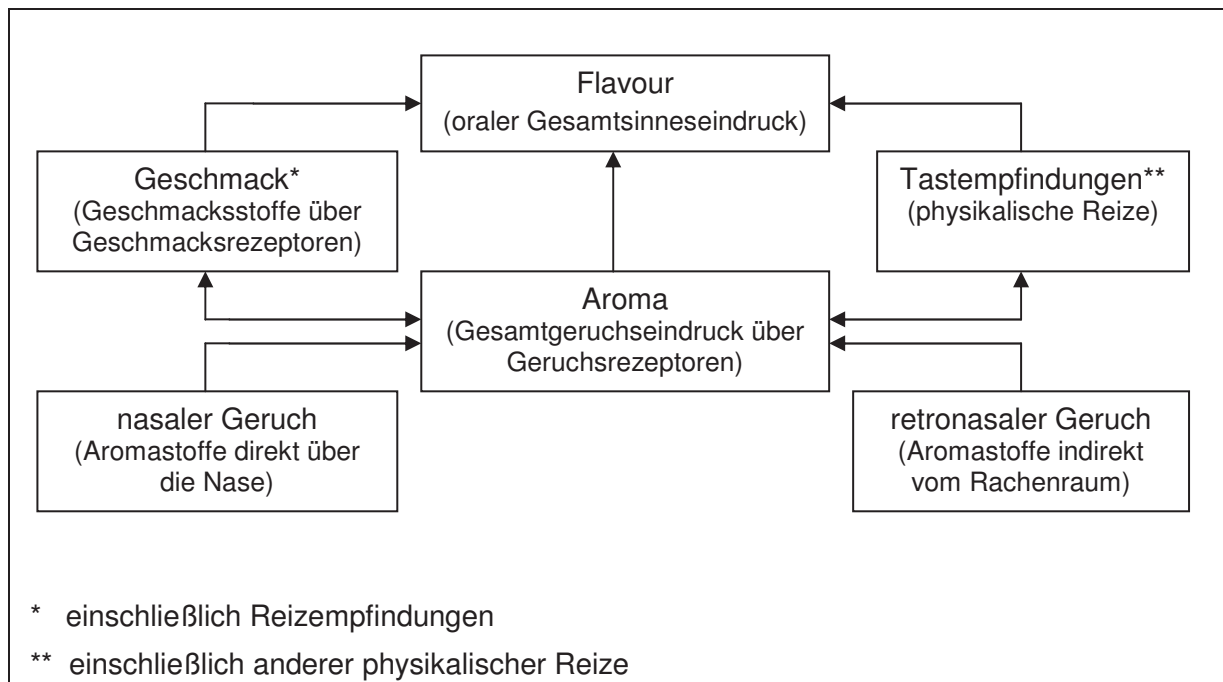 Flavour
(oraler Gesamtsinneseindruck)
Geschmack*
(Geschmacksstoffe über
Geschmacksrezeptoren)
Tastempfindungen**
(physikalische Reize)
Aroma
(Gesamtgeruchseindruck über
Geruchsrezeptoren)
nasaler Geruch
(Aromastoffe direkt über
die Nase)
retronasaler Geruch
(Aromastoffe indirekt
vom Rachenraum)
* einschließlich Reizempfindungen
** einschließlich anderer physikalischer Reize